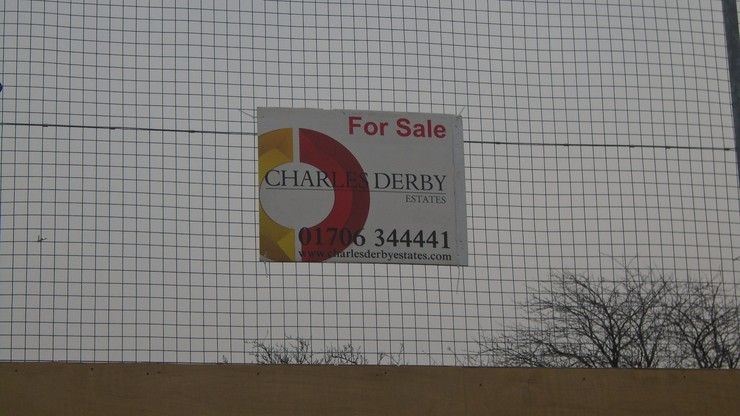 For Sale
CHARLES DERBY
ESTATES
01706 344441
www.charlesderbyestates.com